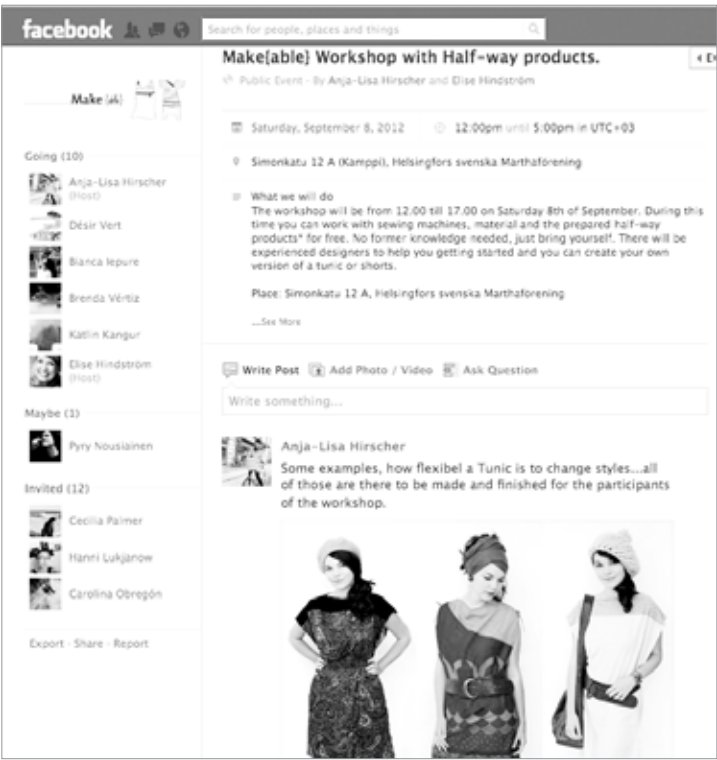 facebook
Search for people, places and things
Make{able} Workshop with Half-way products.
Public Event · By Anja-Lisa Hirscher and Elise Hindström
Saturday, September 8, 2012
12:00pm until 5:00pm in UTC+03
Simonkatu 12 A (Kamppi), Helsingfors svenska Marthaförening
What we will do
The workshop will be from 12.00 till 17.00 on Saturday 8th of September. During this
time you can work with sewing machines, material and the prepared half-way
products* for free. No former knowledge needed, just bring yourself. There will be
experienced designers to help you getting started and you can create your own
version of a tunic or shorts.
Place: Simonkatu 12 A, Helsingfors svenska Marthaförening
...See More
Make
Going (10)
Anja-Lisa Hirscher
(Host)
Désir Vert
Bianca Iepure
Brenda Vértiz
Katlin Kangur
Elise Hindström
(Host)
Maybe (1)
Pyry Nousiainen
Invited (12)
Cecilia Palmer
Hanni Lukjanow
Carolina Obregón
Export · Share · Report
Write Post
Add Photo / Video
Ask Question
Write something...
Anja-Lisa Hirscher
Some examples, how flexibel a Tunic is to change styles...all
of those are there to be made and finished for the participants
of the workshop.